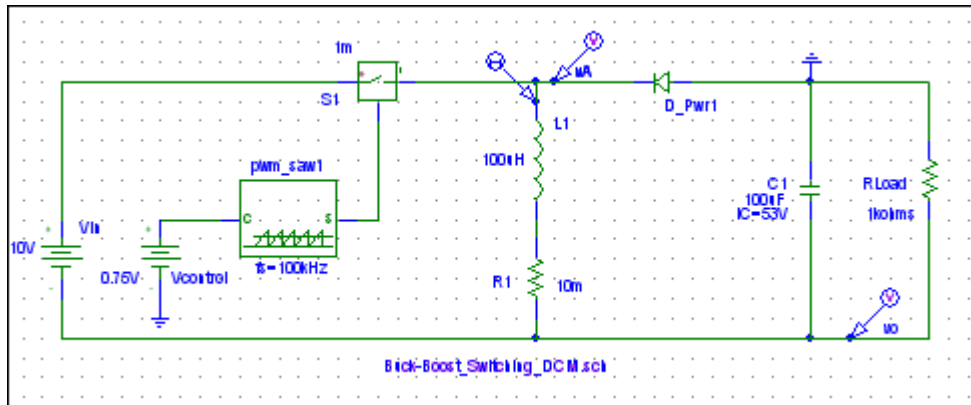 1m
V
vA
S1
D_Pwr1
L1
100uH
pwm_saw1
c
s
C1
100uF
IC=53V
RLoad
1kohms
Vin
10V
0.75V
Vcontrol
fs=100kHz
R1
10m
V
vo
Buck-Boost_Switching_DCM.sch